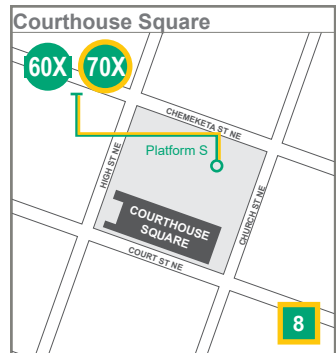 Courthouse Square
60X 70X
CHEMEKETA ST NE
Platform S
HIGH ST NE
COURTHOUSE
SQUARE
CHURCH ST NE
COURT ST NE
8